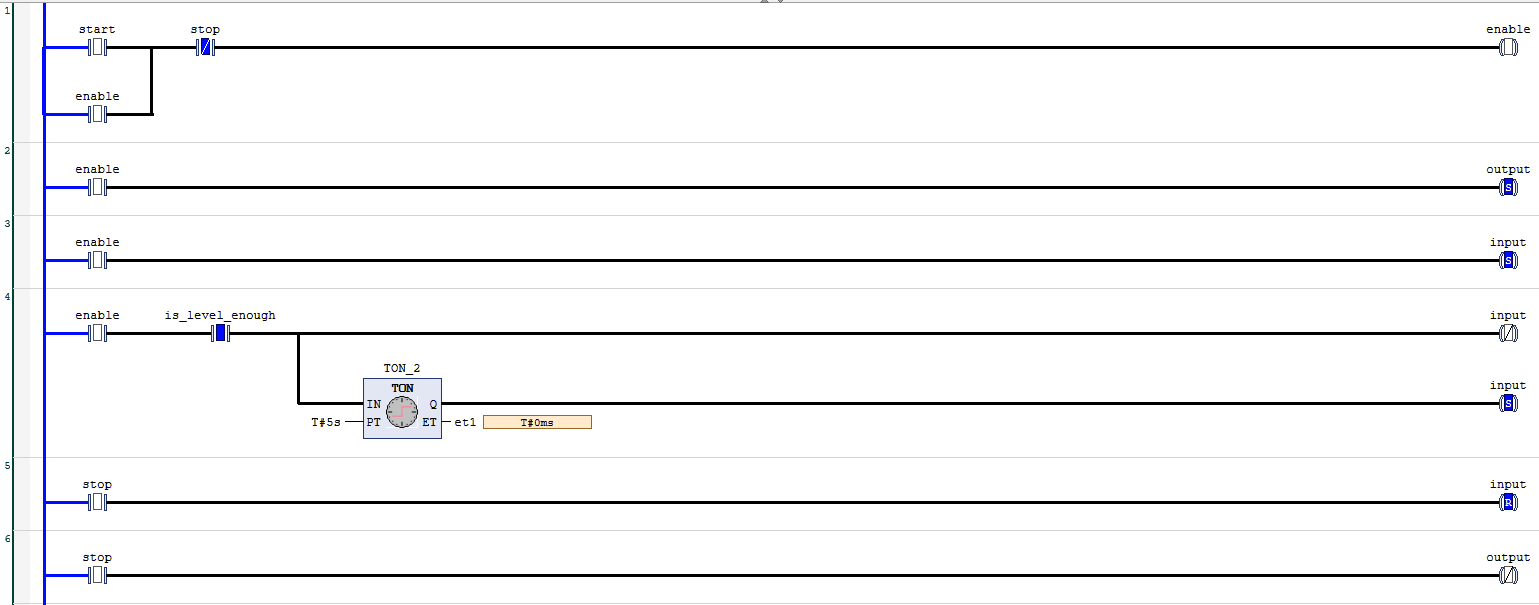 1
start stop enable
enable
2
enable output
S
3
enable input
S
4
enable is_level_enough input
TON_2 input
TON
IN Q S
T#5s PT ET et1 T#0ms
5
stop input
R
6
stop output